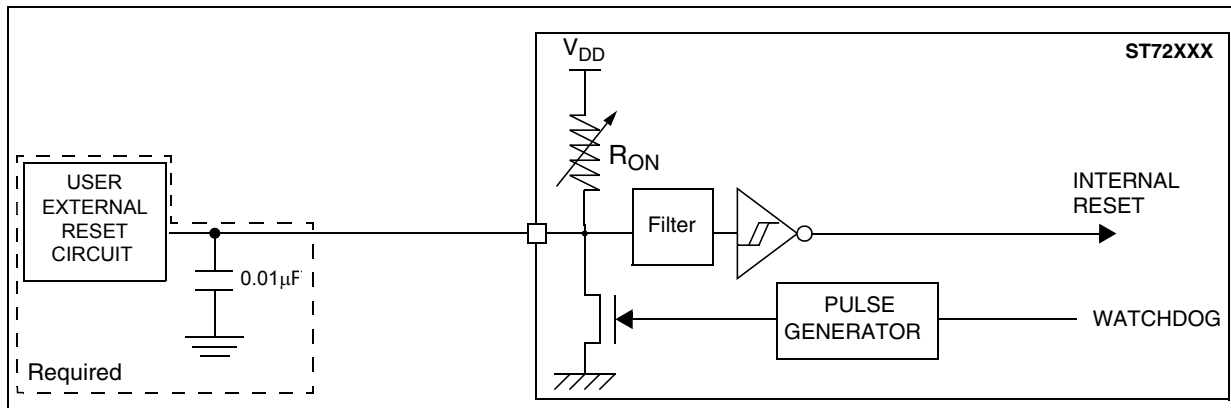 V_DD
ST72XXX
R_ON
USER
EXTERNAL
RESET
CIRCUIT
0.01μF
Required
Filter
INTERNAL
RESET
PULSE
GENERATOR
WATCHDOG